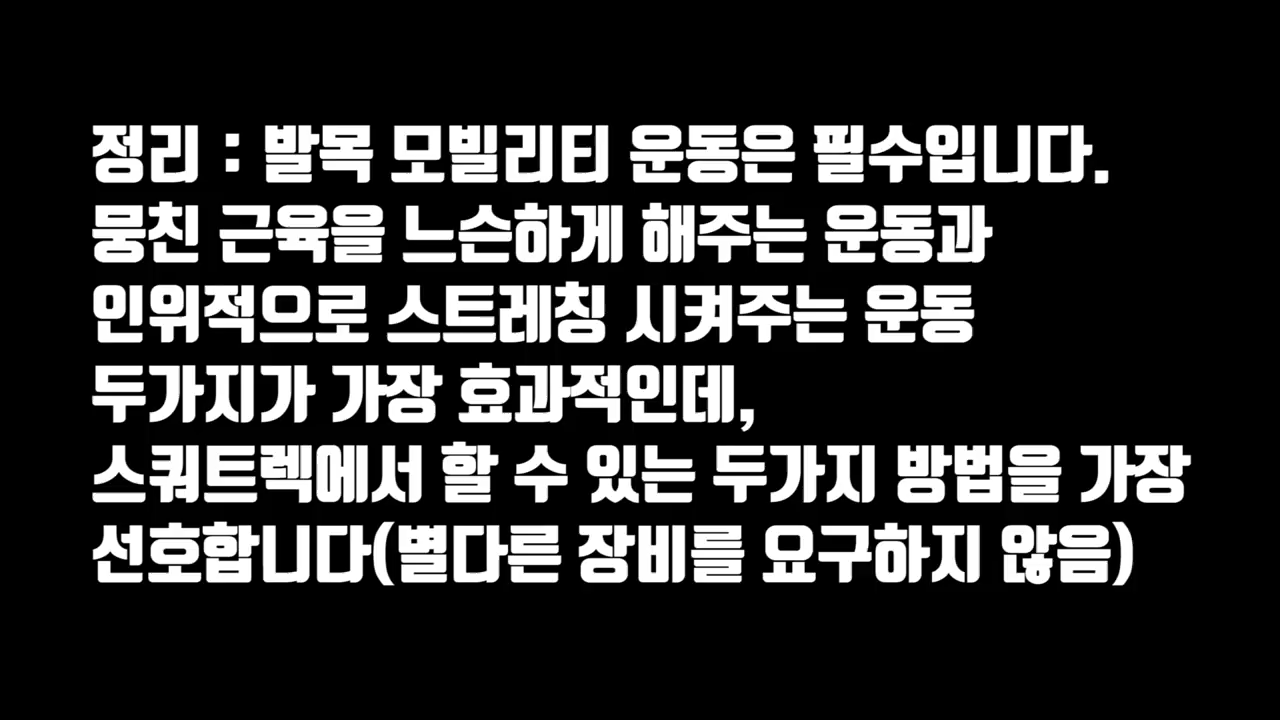 정리 : 발목 모빌리티 운동은 필수입니다.
뭉친 근육을 느슨하게 해주는 운동과
인위적으로 스트레칭 시켜주는 운동
두가지가 가장 효과적인데,
스쿼트렉에서 할 수 있는 두가지 방법을 가장
선호합니다(별다른 장비를 요구하지 않음)